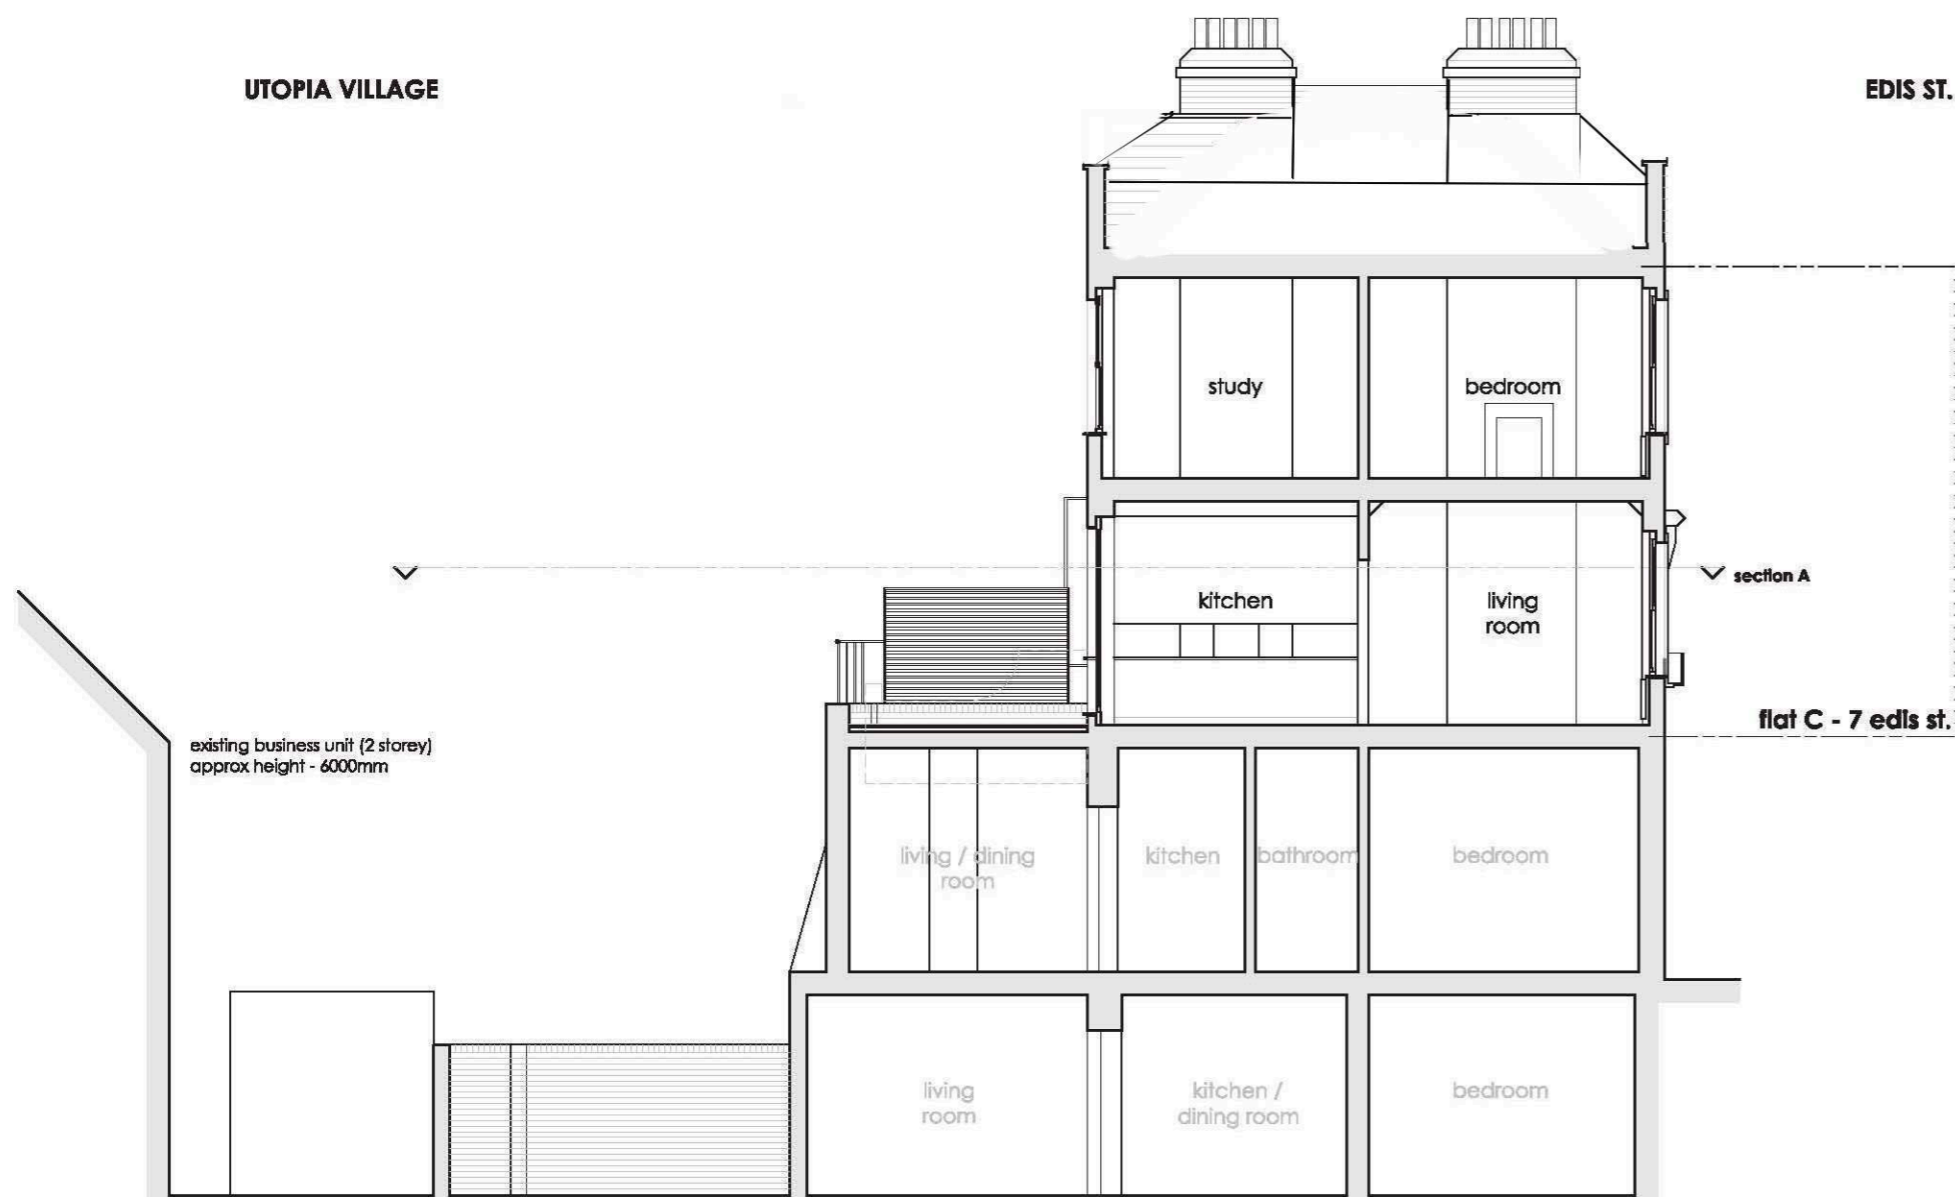 UTOPIA VILLAGE
EDIS ST.
study
bedroom
section A
kitchen
living
room
flat C - 7 edis st.
existing business unit (2 storey)
approx height - 6000mm
living / dining
room
kitchen
bathroom
bedroom
living
room
kitchen /
dining room
bedroom